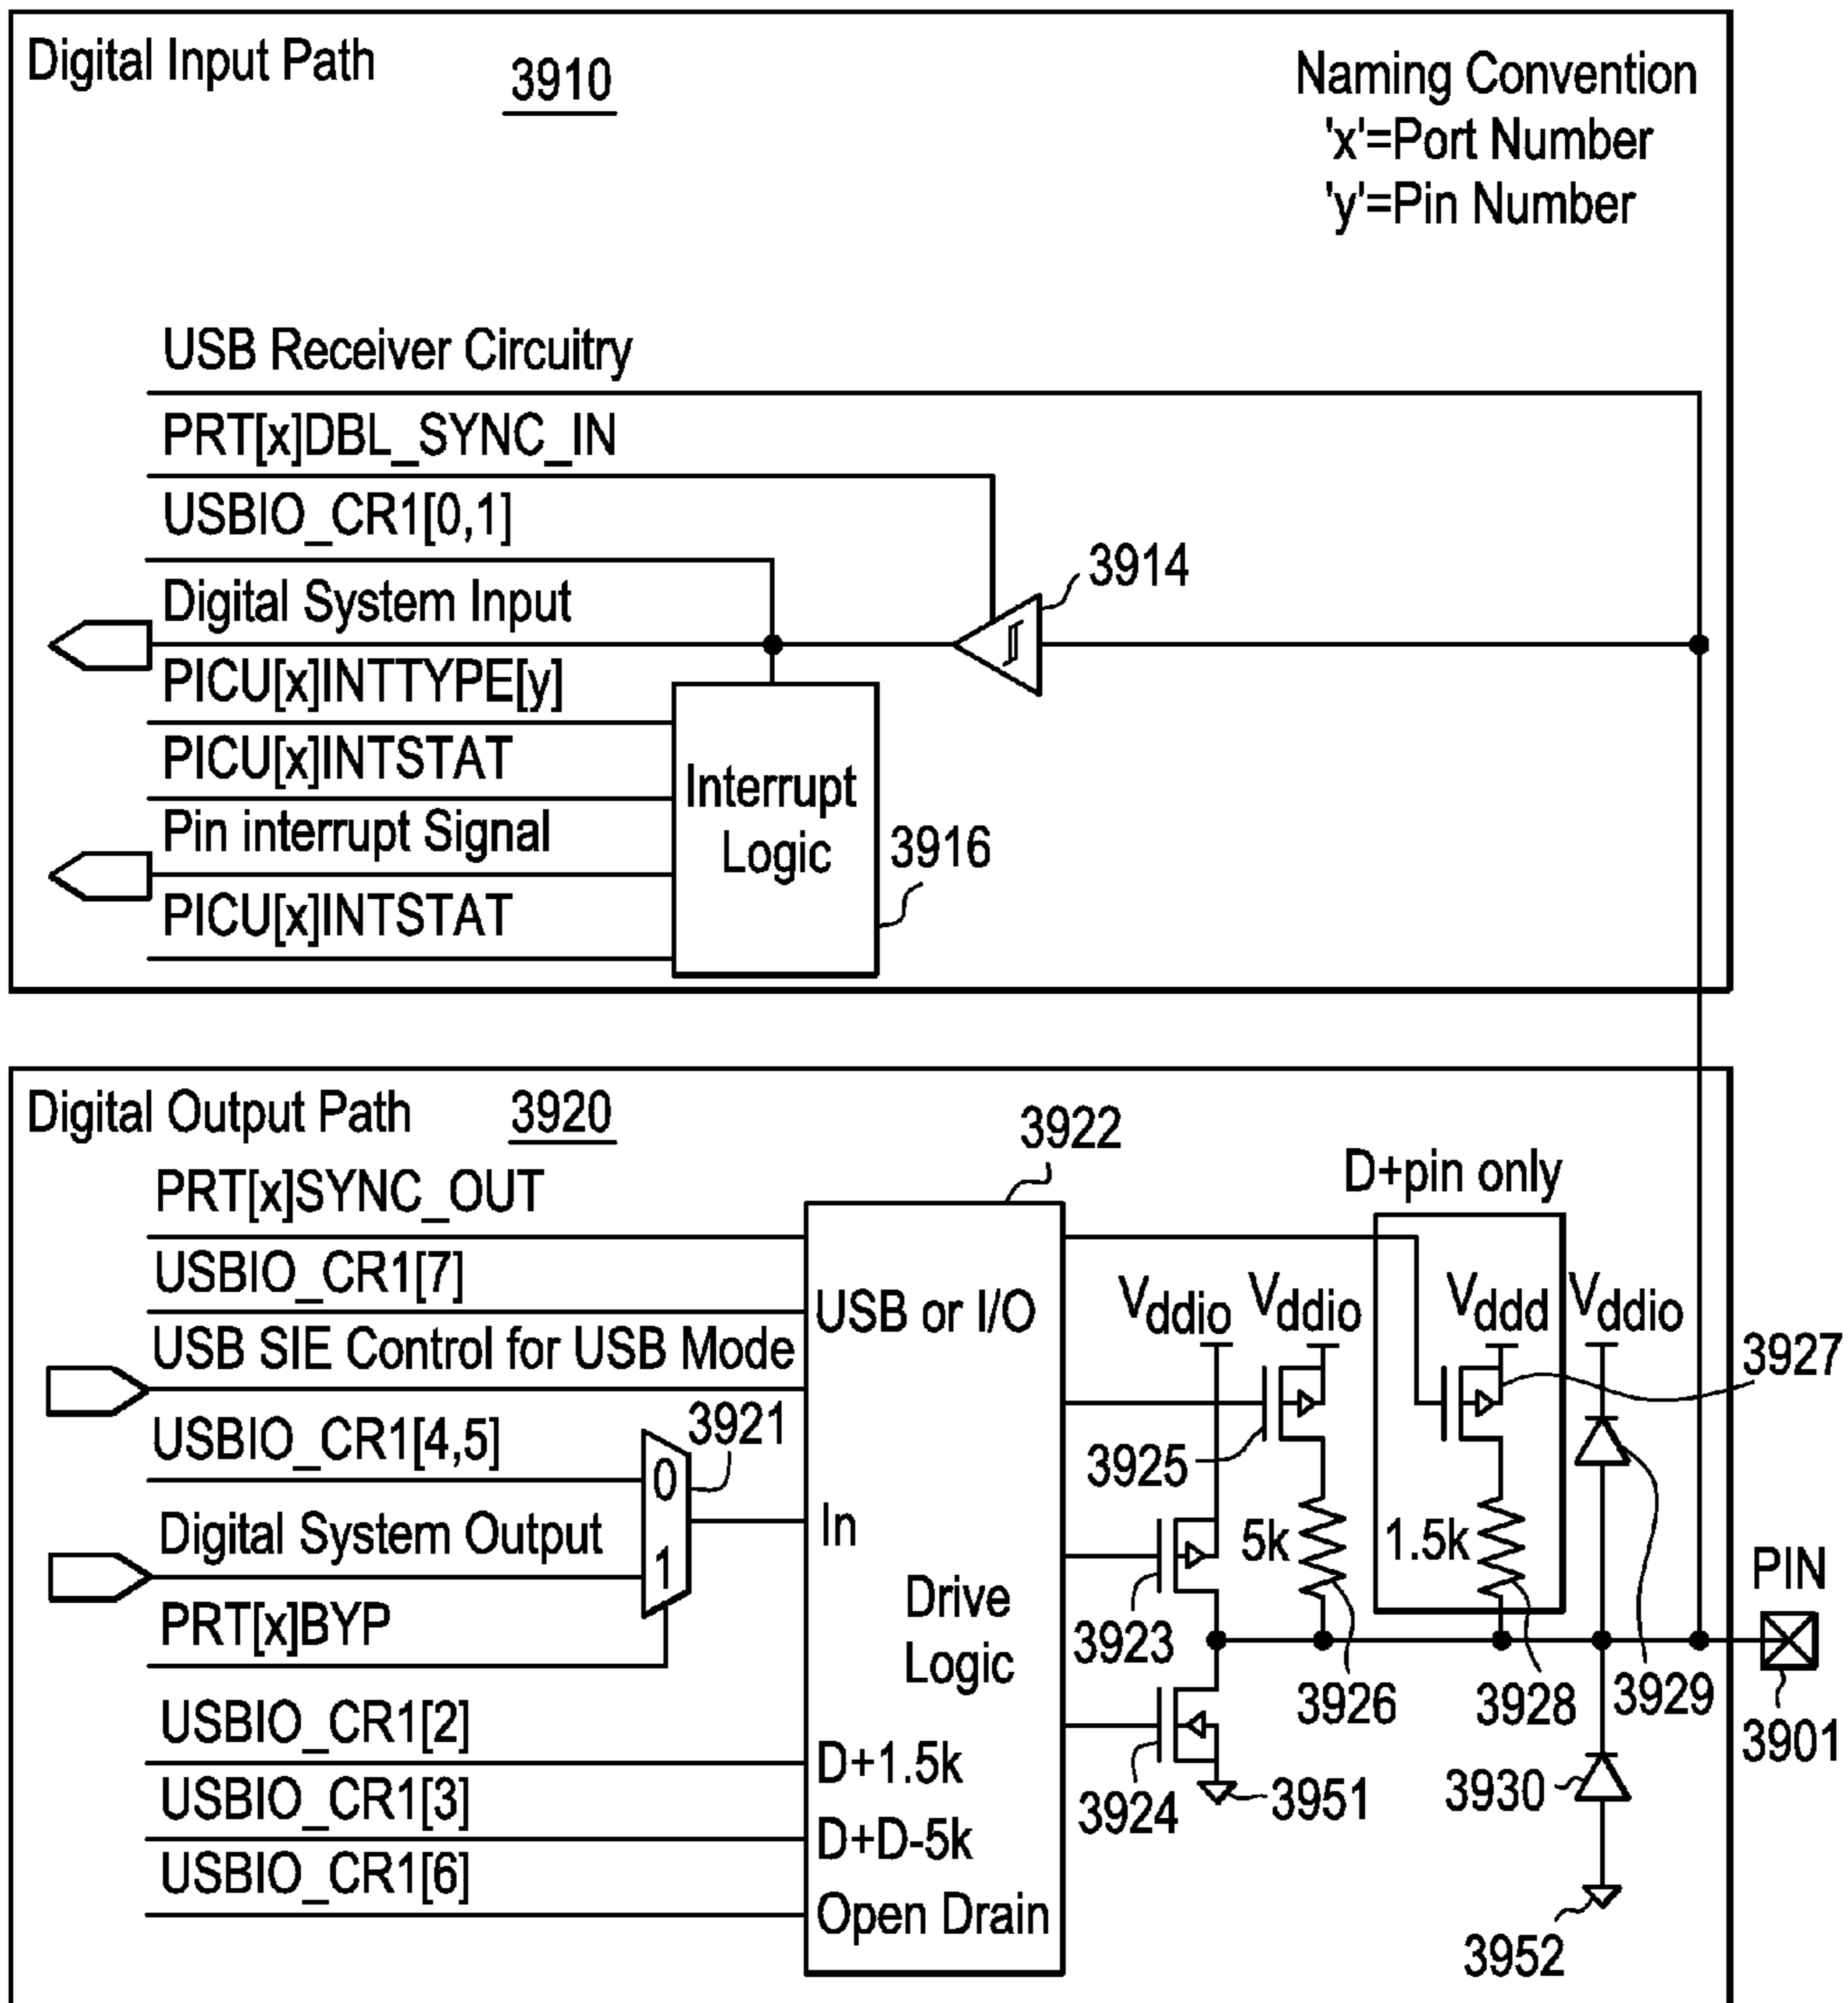 Digital Input Path
3910
Naming Convention
'x'=Port Number
'y'=Pin Number
USB Receiver Circuitry
PRT[x]DBL_SYNC_IN
USBIO_CR1[0,1]
3914
Digital System Input
PICU[x]INTTYPE[y]
PICU[x]INTSTAT
Pin interrupt Signal
PICU[x]INTSTAT
Interrupt
Logic
3916
Digital Output Path
3920
3922
D+pin only
PRT[x]SYNC_OUT
USBIO_CR1[7]
USB SIE Control for USB Mode
USBIO_CR1[4,5]
Digital System Output
PRT[x]BYP
USBIO_CR1[2]
USBIO_CR1[3]
USBIO_CR1[6]
3921
0
1
USB or I/O
In
Drive
Logic
D+1.5k
D+D-5k
Open Drain
Vddio
Vddio
Vddd
Vddio
3927
3925
5k
1.5k
PIN
3923
3926
3928
3929
3901
3924
3951
3930
3952